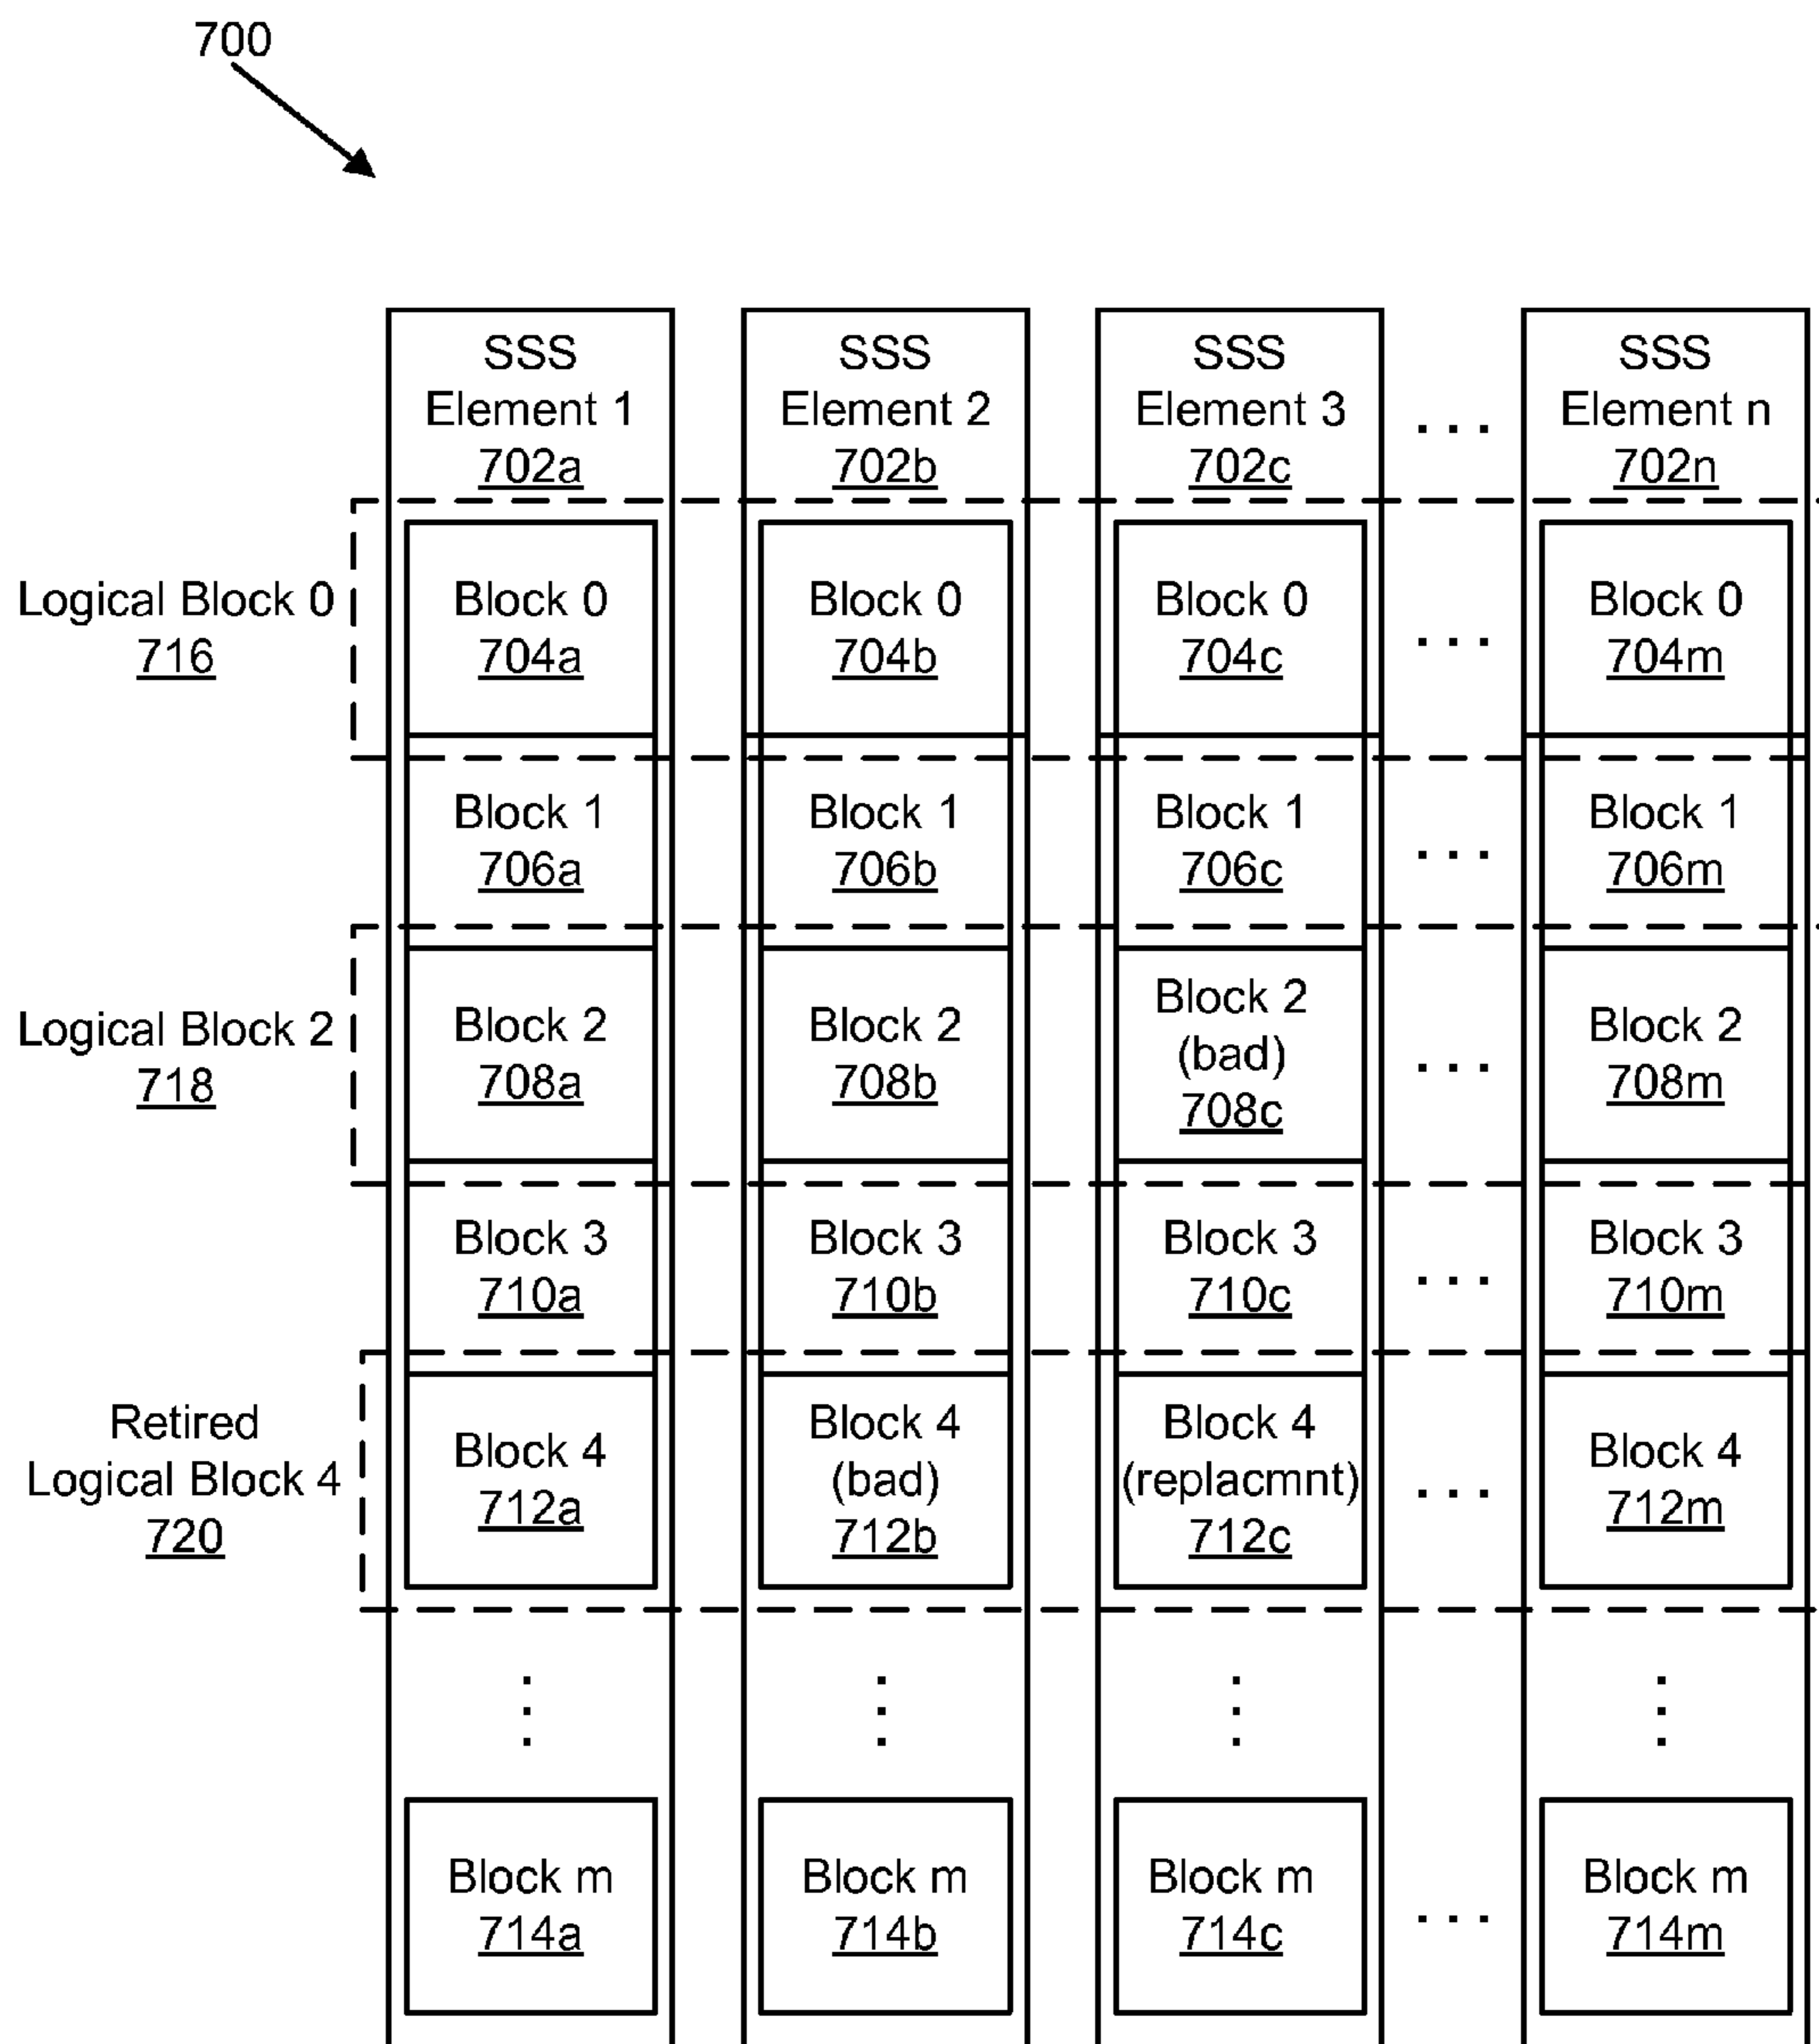 700
SSS
Element 1
702a
SSS
Element 2
702b
SSS
Element 3
702c
. . .
SSS
Element n
702n
Logical Block 0
716
Block 0
704a
Block 0
704b
Block 0
704c
. . .
Block 0
704m
Block 1
706a
Block 1
706b
Block 1
706c
. . .
Block 1
706m
Logical Block 2
718
Block 2
708a
Block 2
708b
Block 2
(bad)
708c
. . .
Block 2
708m
Block 3
710a
Block 3
710b
Block 3
710c
. . .
Block 3
710m
Retired
Logical Block 4
720
Block 4
712a
Block 4
(bad)
712b
Block 4
(replacmnt)
712c
. . .
Block 4
712m
Block m
714a
Block m
714b
Block m
714c
. . .
Block m
714m